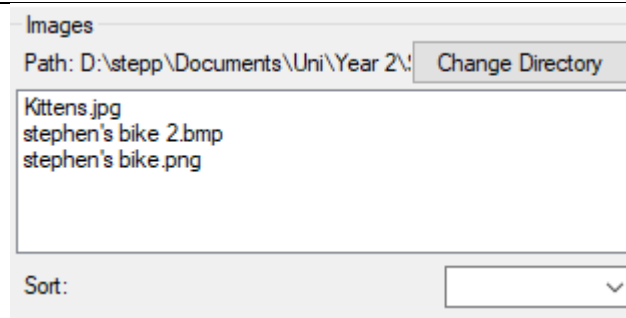 Images
Path: D:\stepp\Documents\Uni\Year 2\
Change Directory
Kittens.jpg
stephen's bike 2.bmp
stephen's bike.png
Sort: